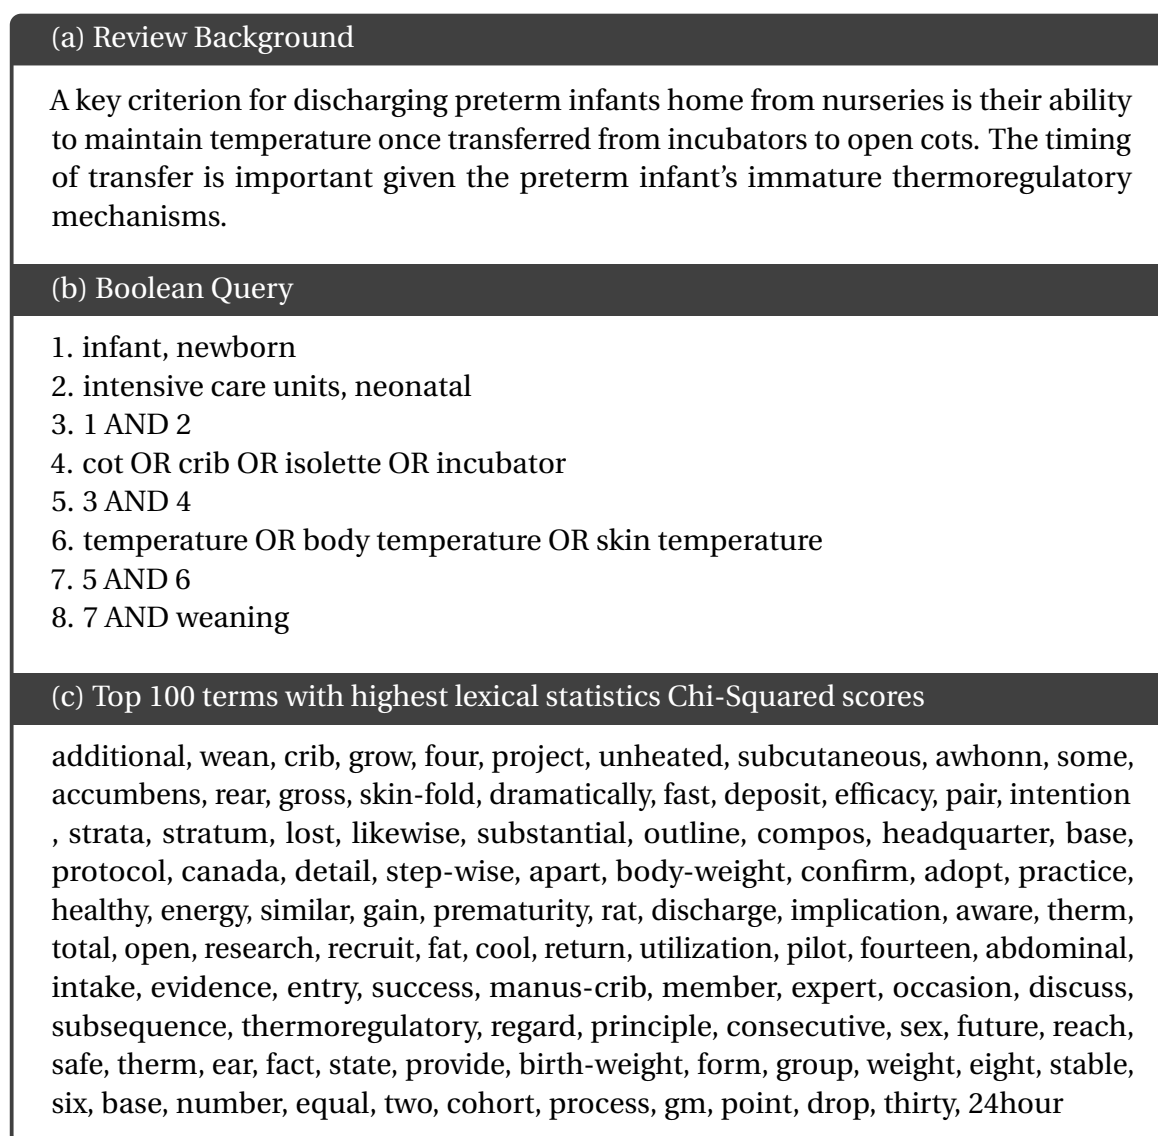 (a) Review Background
A key criterion for discharging preterm infants home from nurseries is their ability
to maintain temperature once transferred from incubators to open cots. The timing
of transfer is important given the preterm infant's immature thermoregulatory
mechanisms.
(b) Boolean Query
1. infant, newborn
2. intensive care units, neonatal
3. 1 AND 2
4. cot OR crib OR isolette OR incubator
5. 3 AND 4
6. temperature OR body temperature OR skin temperature
7. 5 AND 6
8. 7 AND weaning
(c) Top 100 terms with highest lexical statistics Chi-Squared scores
additional, wean, crib, grow, four, project, unheated, subcutaneous, awhonn, some,
accumbens, rear, gross, skin-fold, dramatically, fast, deposit, efficacy, pair, intention
, strata, stratum, lost, likewise, substantial, outline, compos, headquarter, base,
protocol, canada, detail, step-wise, apart, body-weight, confirm, adopt, practice,
healthy, energy, similar, gain, prematurity, rat, discharge, implication, aware, therm,
total, open, research, recruit, fat, cool, return, utilization, pilot, fourteen, abdominal,
intake, evidence, entry, success, manus-crib, member, expert, occasion, discuss,
subsequence, thermoregulatory, regard, principle, consecutive, sex, future, reach,
safe, therm, ear, fact, state, provide, birth-weight, form, group, weight, eight, stable,
six, base, number, equal, two, cohort, process, gm, point, drop, thirty, 24hour